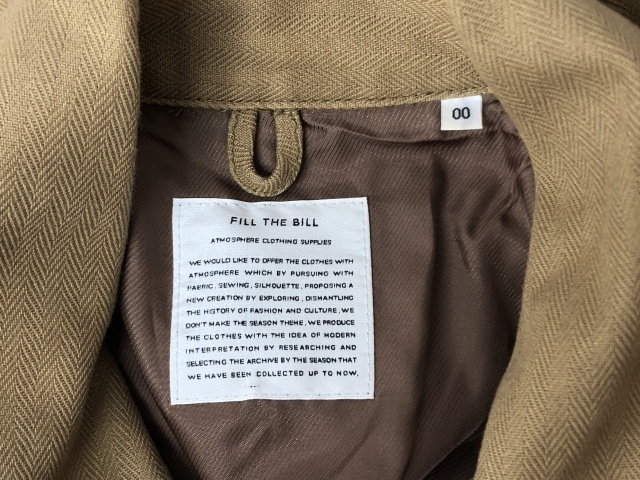 00
FILL THE BILL
ATMOSPHERE CLOTHING SUPPLIES
WE WOULD LIKE TO OFFER THE CLOTHES WITH
ATMOSPHERE WHICH BY PURSUING WITH
FABRIC, SEWING, SILHOUETTE, PROPOSING A
NEW CREATION BY EXPLORING, DISMANTLING
THE HISTORY OF FASHION AND CULTURE, WE
DON'T MAKE THE SEASON THEME, WE PRODUCE
THE CLOTHES WITH THE IDEA OF MODERN
INTERPRETATION BY RESEARCHING AND
SELECTING THE ARCHIVE BY THE SEASON THAT
WE HAVE BEEN COLLECTED UP TO NOW,